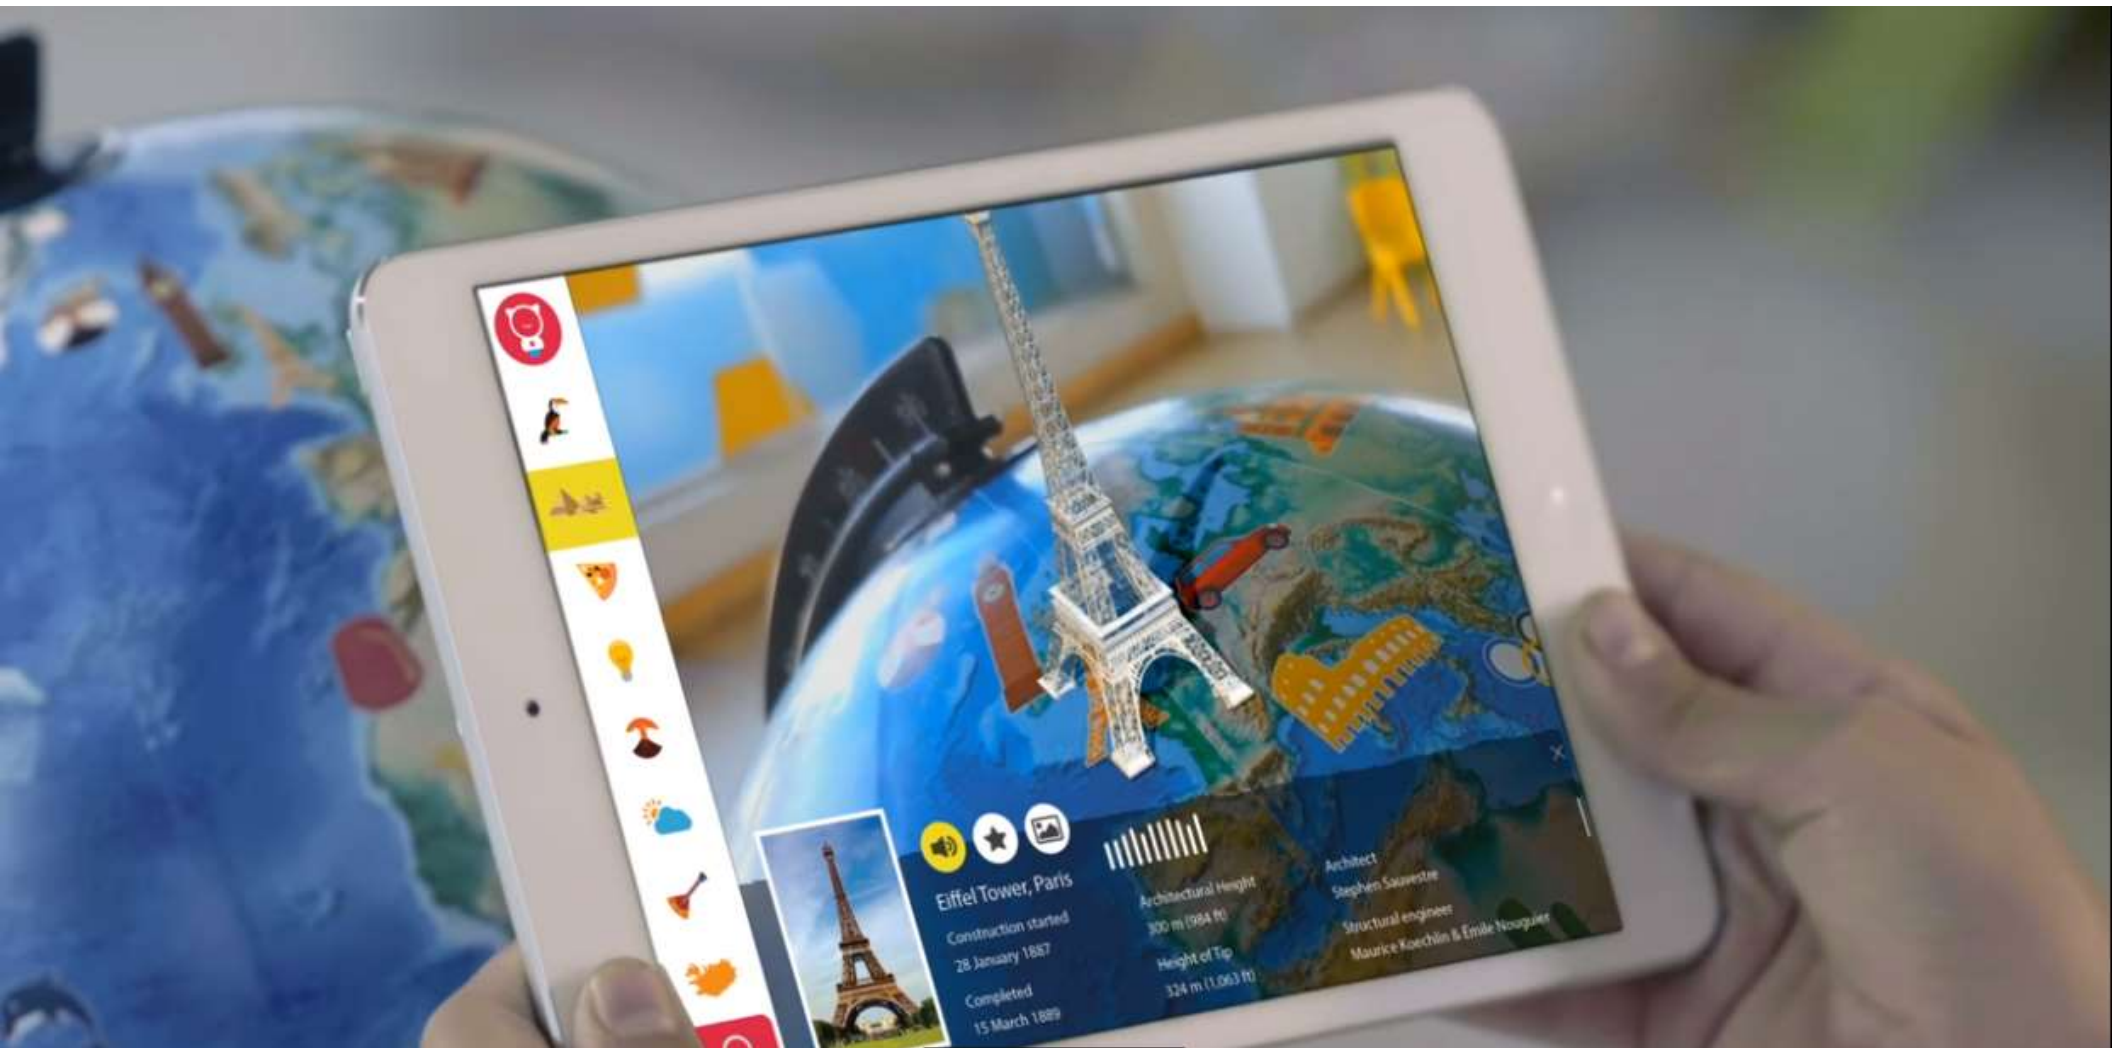 Eiffel Tower, Paris
Construction started
28 January 1887
Completed
15 March 1889
Architectural Height
300 m (984 ft)
Height of Tip
324 m (1,063 ft)
Architect
Stephen Sauvestre
Structural engineer
Maurice Koechlin & Emile Nouguier